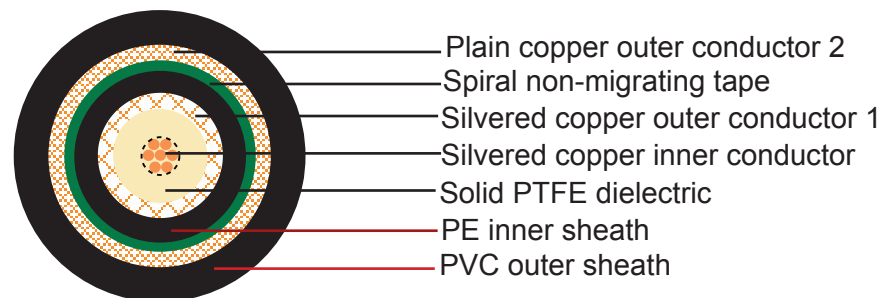 Plain copper outer conductor 2
Spiral non-migrating tape
Silvered copper outer conductor 1
Silvered copper inner conductor
Solid PTFE dielectric
PE inner sheath
PVC outer sheath